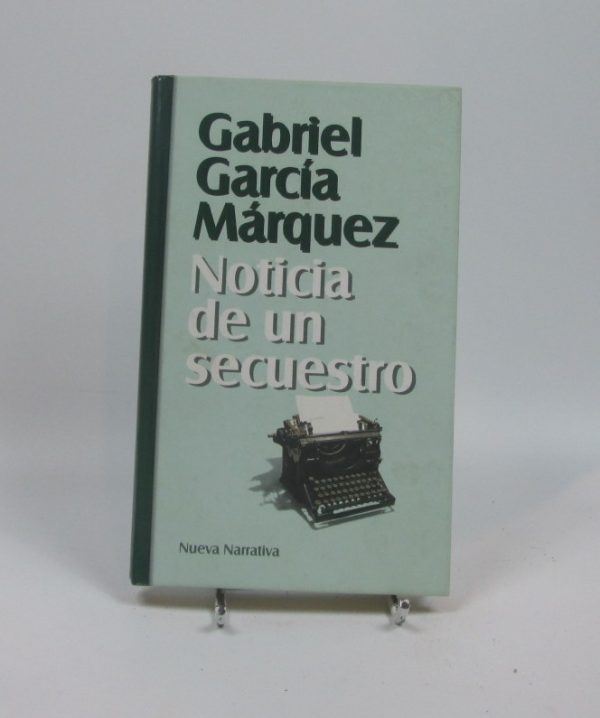 Gabriel
García
Márquez
Noticia
de un
secuestro
Nueva Narrativa